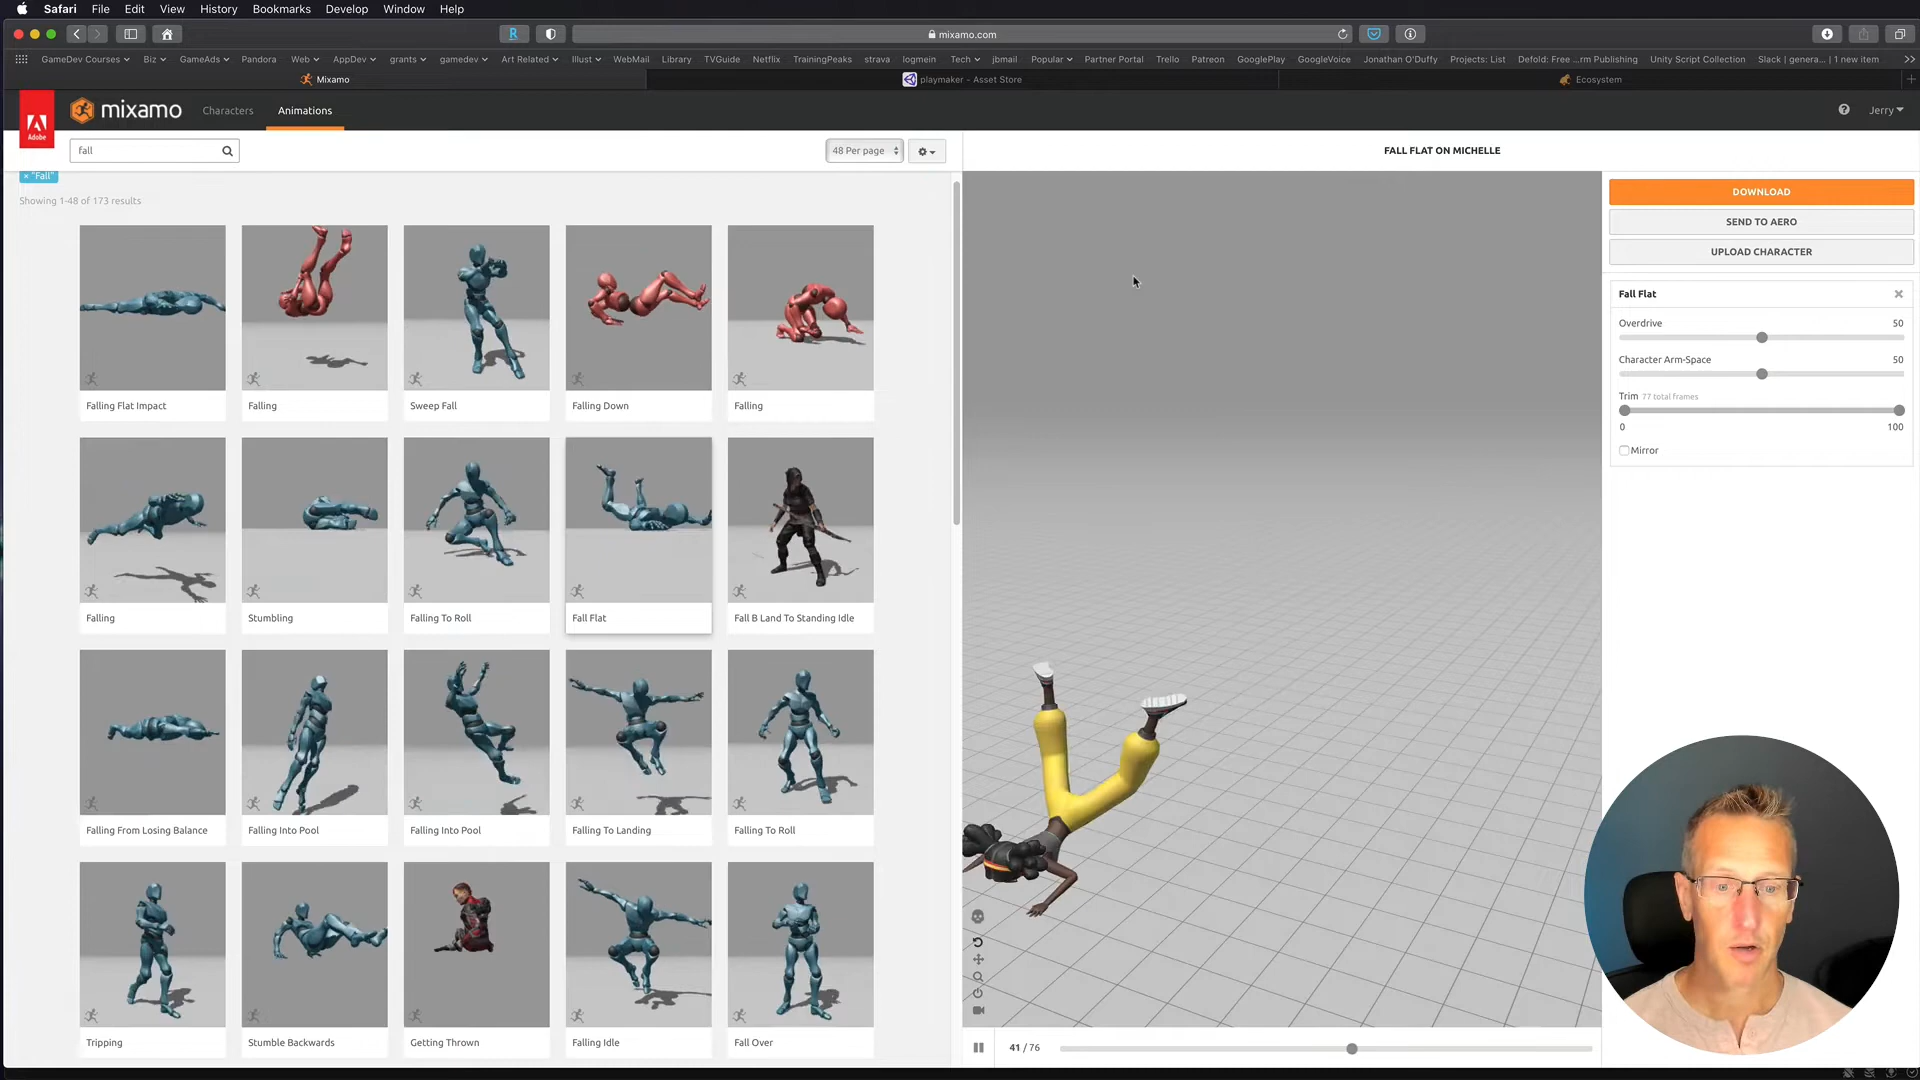 Safari File Edit View History Bookmarks Develop Window Help
mixamo.com
GameDev Courses Biz GameAds Pandora Web AppDev grants gamedev Art Related Illust WebMail Library TVGuide Netflix TrainingPeaks strava logmein Tech jbmail Popular Partner Portal Trello Patreon GooglePlay GoogleVoice Jonathan O'Duffy Projects: List Defold: Free ...rm Publishing Unity Script Collection Slack | genera... | 1 new item
Mixamo playmaker - Asset Store Ecosystem
Adobe
mixamo Characters Animations Jerry
fall 48 Per page FALL FLAT ON MICHELLE
× "Fall"
Showing 1-48 of 173 results
Falling Flat Impact Falling Sweep Fall Falling Down Falling
Falling Stumbling Falling To Roll Fall Flat Fall B Land To Standing Idle
Falling From Losing Balance Falling Into Pool Falling Into Pool Falling To Landing Falling To Roll
Tripping Stumble Backwards Getting Thrown Falling Idle Fall Over
41 / 76
DOWNLOAD
SEND TO AERO
UPLOAD CHARACTER
Fall Flat
Overdrive 50
Character Arm-Space 50
Trim 77 total frames
0 100
Mirror